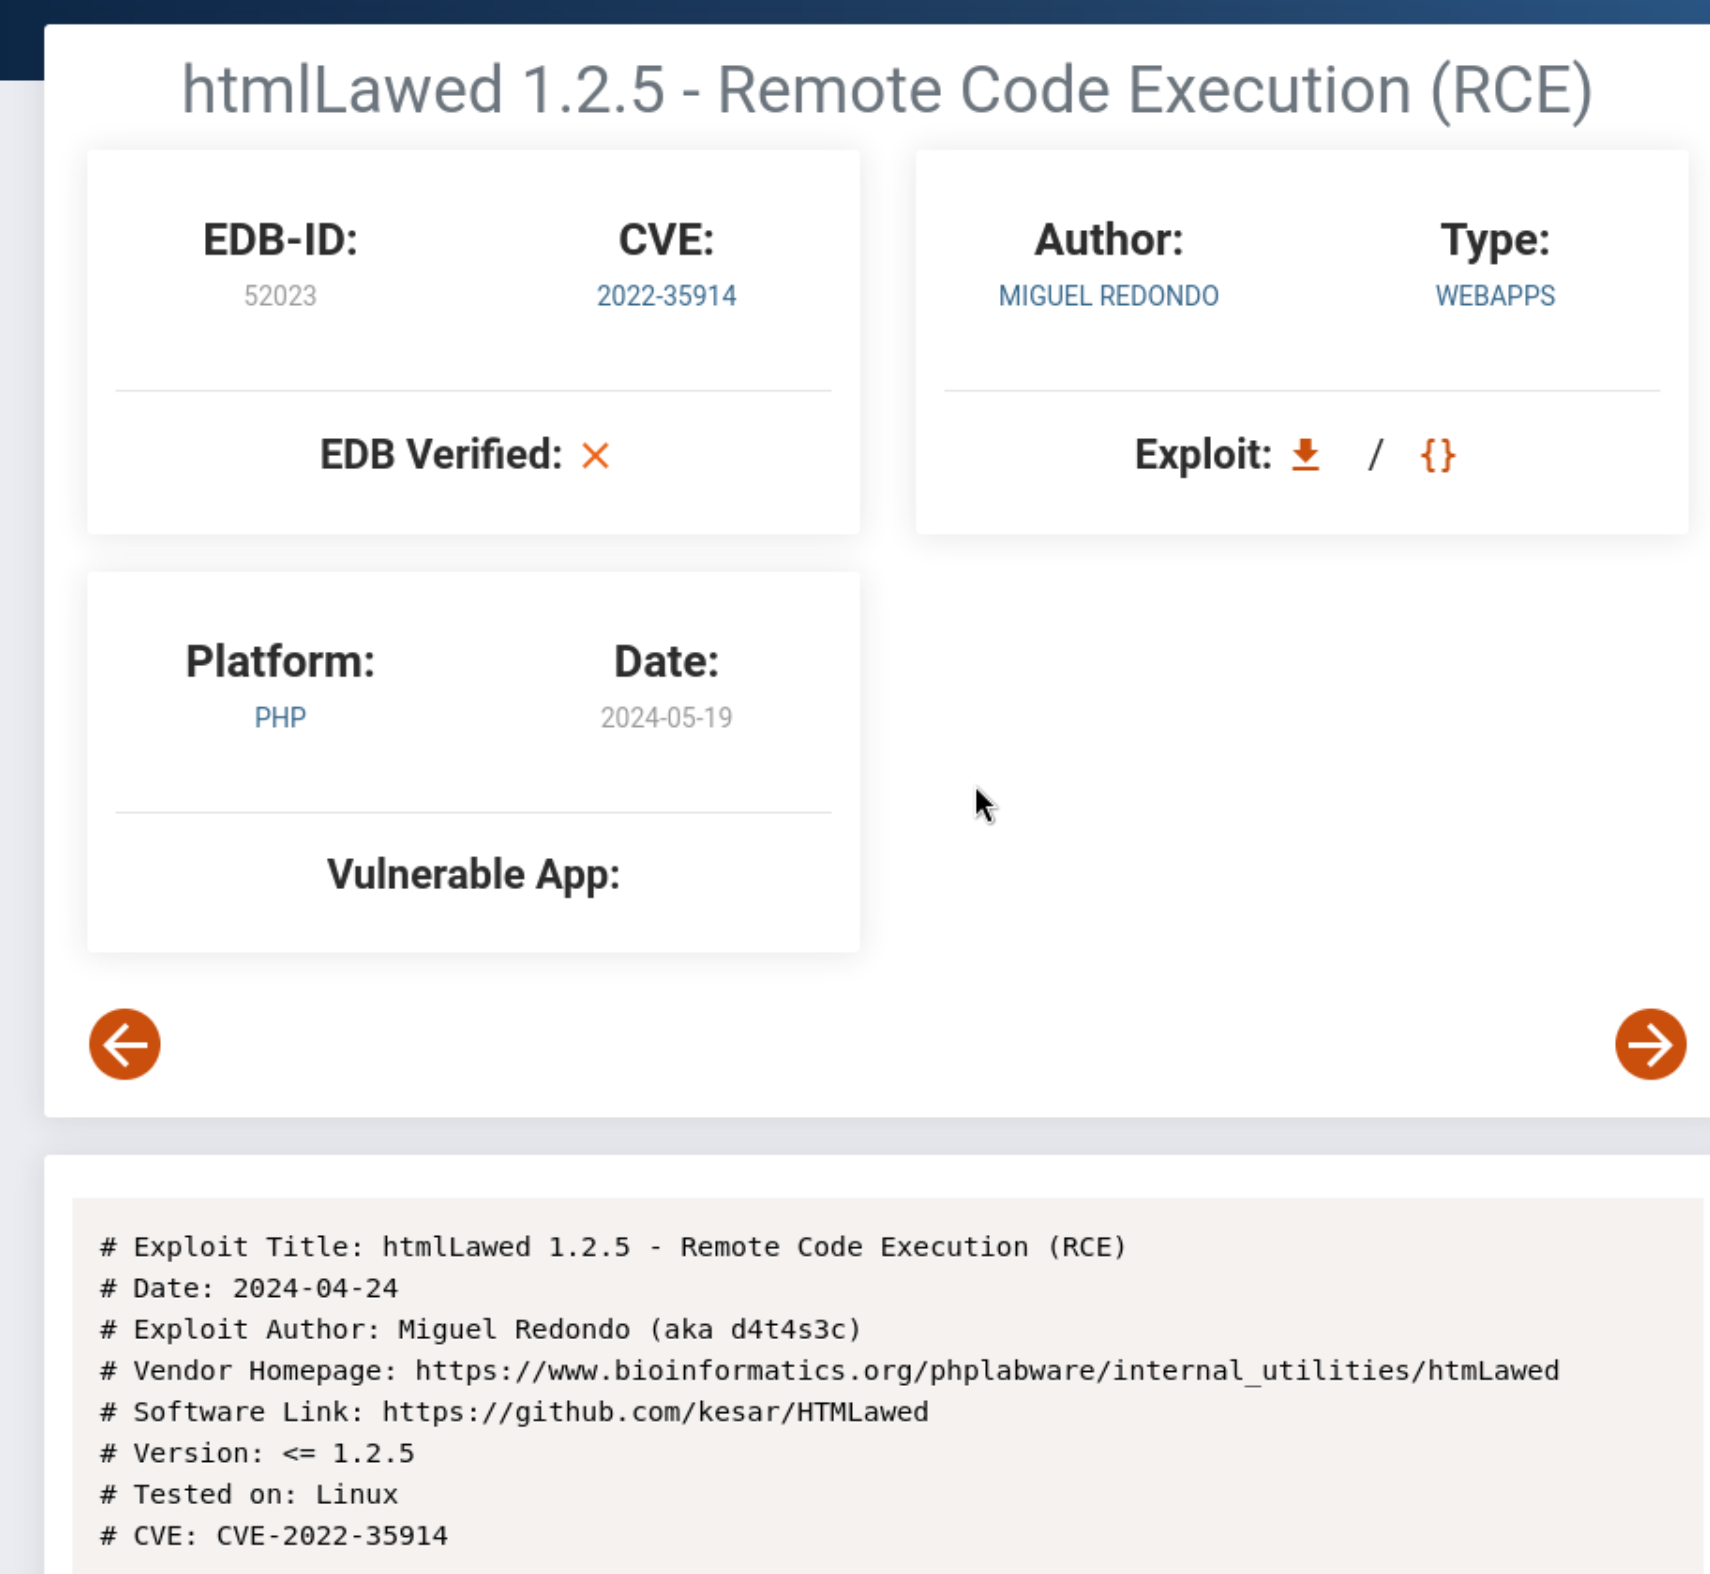 htmlLawed 1.2.5 - Remote Code Execution (RCE)
EDB-ID:
52023
CVE:
2022-35914
EDB Verified:
Author:
MIGUEL REDONDO
Type:
WEBAPPS
Exploit: / {}
Platform:
PHP
Date:
2024-05-19
Vulnerable App:
# Exploit Title: htmlLawed 1.2.5 - Remote Code Execution (RCE)
# Date: 2024-04-24
# Exploit Author: Miguel Redondo (aka d4t4s3c)
# Vendor Homepage: https://www.bioinformatics.org/phplabware/internal_utilities/htmLawed
# Software Link: https://github.com/kesar/HTMLawed
# Version: <= 1.2.5
# Tested on: Linux
# CVE: CVE-2022-35914